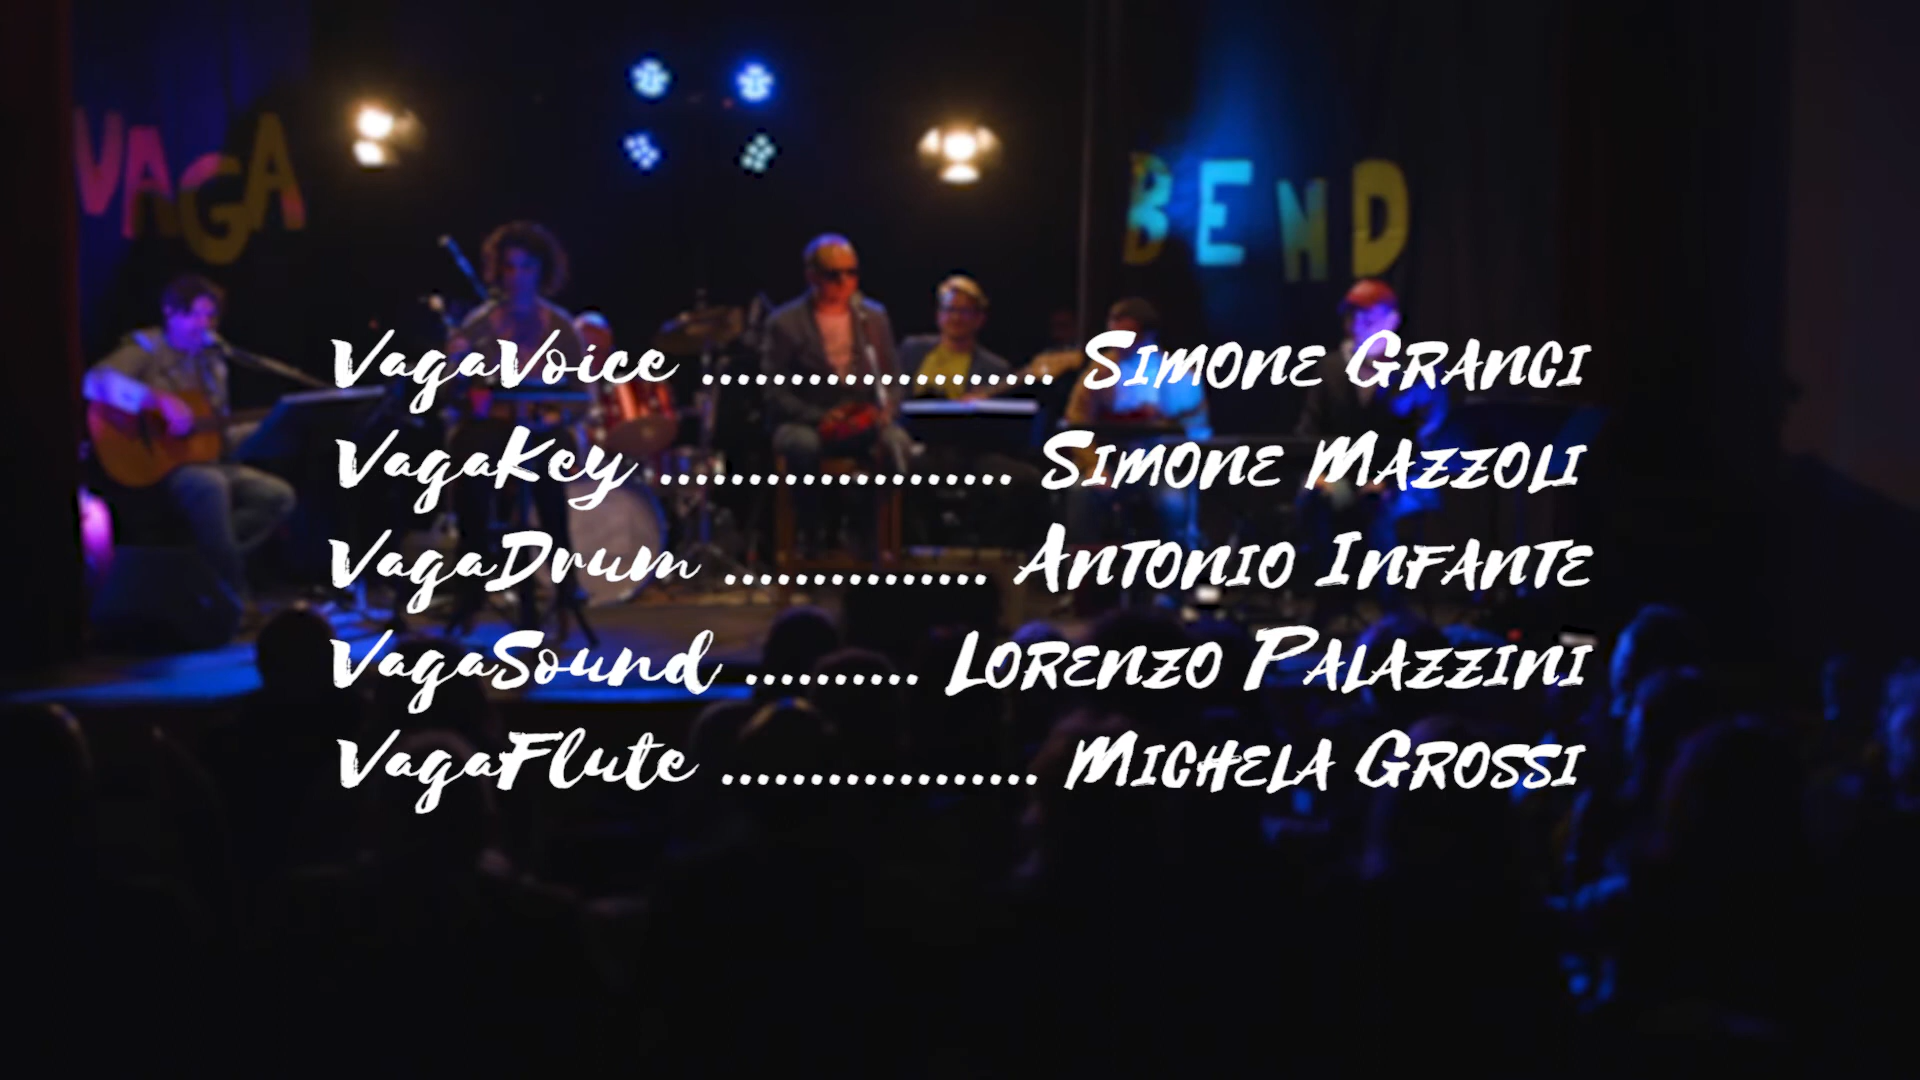 VAGA
BEND
VagaVoice ........................ Simone Granci
VagaKey ........................ Simone Mazzoli
VagaDrum .................. Antonio Infante
VagaSound ............ Lorenzo Palazzini
VagaFlute ...................... Michela Grossi